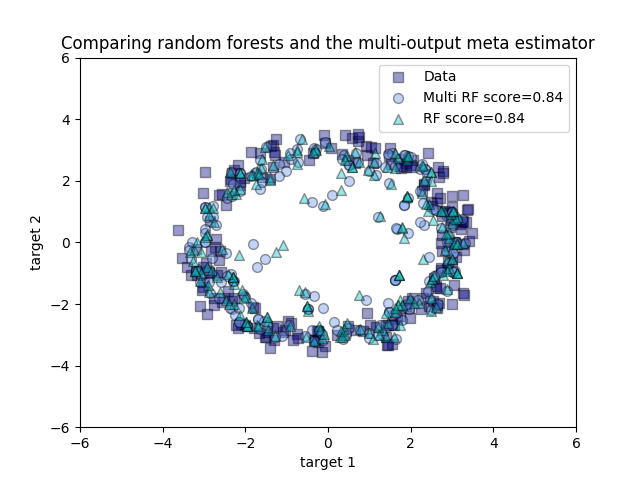 Comparing random forests and the multi-output meta estimator
Data
Multi RF score=0.84
RF score=0.84
6
4
2
0
−2
−4
−6
target 2
−6 −4 −2 0 2 4 6
target 1